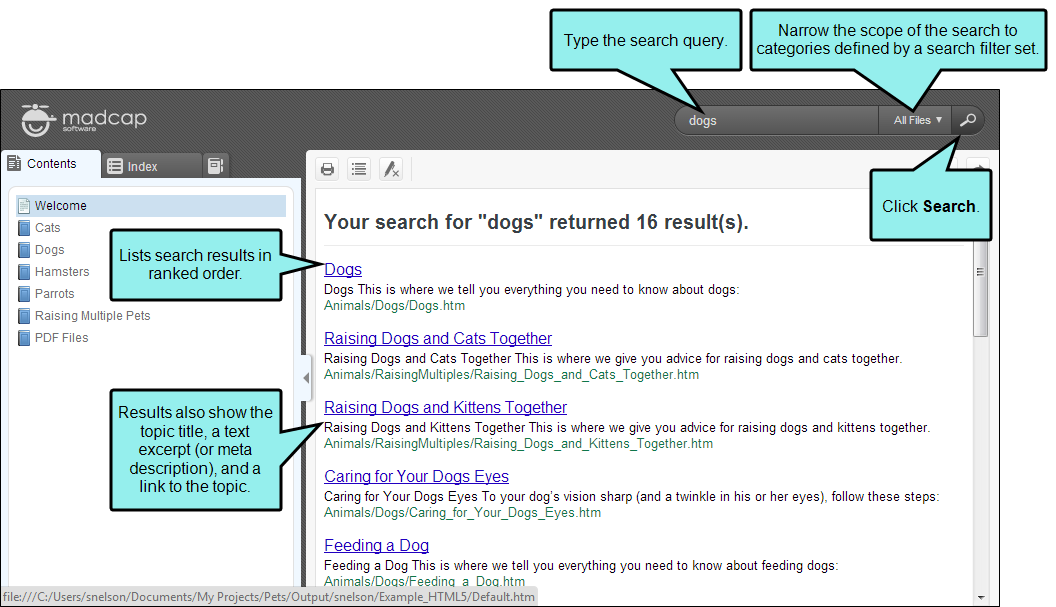 Type the search query.
Narrow the scope of the search to
categories defined by a search filter set.
madcap
software
dogs
All Files
Contents
Index
Click Search.
Welcome
Cats
Dogs
Hamsters
Parrots
Raising Multiple Pets
PDF Files
Lists search results in
ranked order.
Results also show the
topic title, a text
excerpt (or meta
description), and a
link to the topic.
Your search for "dogs" returned 16 result(s).
Dogs
Dogs This is where we tell you everything you need to know about dogs:
Animals/Dogs/Dogs.htm
Raising Dogs and Cats Together
Raising Dogs and Cats Together This is where we give you advice for raising dogs and cats together.
Animals/RaisingMultiples/Raising_Dogs_and_Cats_Together.htm
Raising Dogs and Kittens Together
Raising Dogs and Kittens Together This is where we give you advice for raising dogs and kittens together.
Animals/RaisingMultiples/Raising_Dogs_and_Kittens_Together.htm
Caring for Your Dogs Eyes
Caring for Your Dogs Eyes To your dog’s vision sharp (and a twinkle in his or her eyes), follow these steps:
Animals/Dogs/Caring_for_Your_Dogs_Eyes.htm
Feeding a Dog
Feeding a Dog This is where we tell you everything you need to know about feeding dogs:
Animals/Dogs/Feeding_a_Dog.htm
file:///C:/Users/snelson/Documents/My Projects/Pets/Output/snelson/Example_HTML5/Default.htm